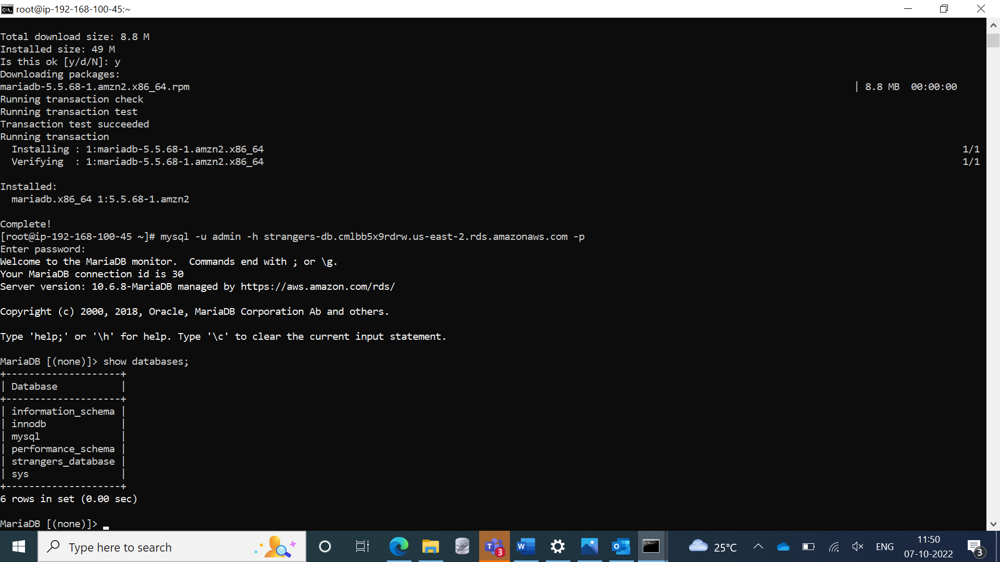 root@ip-192-168-100-45:~
Total download size: 8.8 M
Installed size: 49 M
Is this ok [y/d/N]: y
Downloading packages:
mariadb-5.5.68-1.amzn2.x86_64.rpm | 8.8 MB 00:00:00
Running transaction check
Running transaction test
Transaction test succeeded
Running transaction
  Installing : 1:mariadb-5.5.68-1.amzn2.x86_64 1/1
  Verifying  : 1:mariadb-5.5.68-1.amzn2.x86_64 1/1
Installed:
  mariadb.x86_64 1:5.5.68-1.amzn2
Complete!
[root@ip-192-168-100-45 ~]# mysql -u admin -h strangers-db.cmlbb5x9rdrw.us-east-2.rds.amazonaws.com -p
Enter password:
Welcome to the MariaDB monitor.  Commands end with ; or \g.
Your MariaDB connection id is 30
Server version: 10.6.8-MariaDB managed by https://aws.amazon.com/rds/
Copyright (c) 2000, 2018, Oracle, MariaDB Corporation Ab and others.
Type 'help;' or '\h' for help. Type '\c' to clear the current input statement.
MariaDB [(none)]> show databases;
+--------------------+
| Database           |
+--------------------+
| information_schema |
| innodb             |
| mysql              |
| performance_schema |
| strangers_database |
| sys                |
+--------------------+
6 rows in set (0.00 sec)
MariaDB [(none)]> _
Type here to search
T 3
W
O
25°C
ENG
11:50
07-10-2022
3